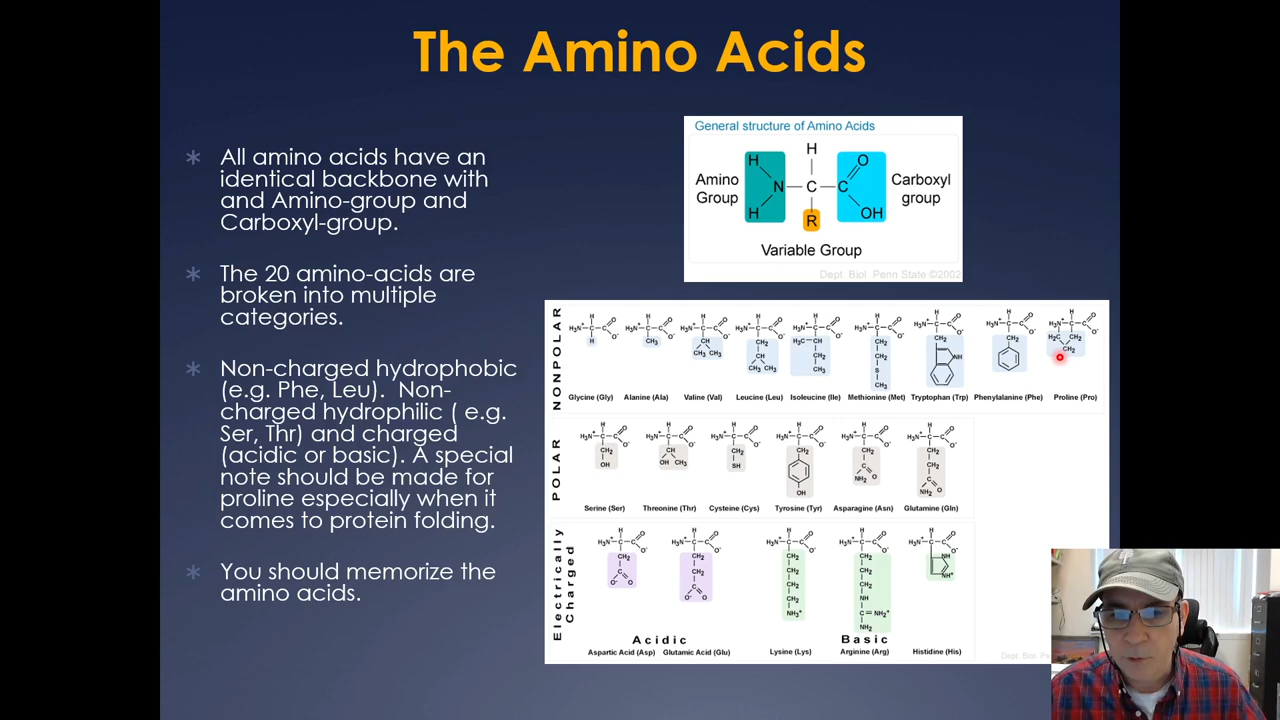 The Amino Acids
All amino acids have an
identical backbone with
and Amino-group and
Carboxyl-group.
The 20 amino-acids are
broken into multiple
categories.
Non-charged hydrophobic
(e.g. Phe, Leu). Non-
charged hydrophilic ( e.g.
Ser, Thr) and charged
(acidic or basic). A special
note should be made for
proline especially when it
comes to protein folding.
You should memorize the
amino acids.
General structure of Amino Acids
H
H O
Amino Group
N C C
Carboxyl group
H R OH
Variable Group
Dept. Biol. Penn State ©2002
NONPOLAR
Glycine (Gly) Alanine (Ala) Valine (Val) Leucine (Leu) Isoleucine (Ile) Methionine (Met) Tryptophan (Trp) Phenylalanine (Phe) Proline (Pro)
POLAR
Serine (Ser) Threonine (Thr) Cysteine (Cys) Tyrosine (Tyr) Asparagine (Asn) Glutamine (Gln)
Electrically Charged
Acidic Basic
Aspartic Acid (Asp) Glutamic Acid (Glu) Lysine (Lys) Arginine (Arg) Histidine (His)